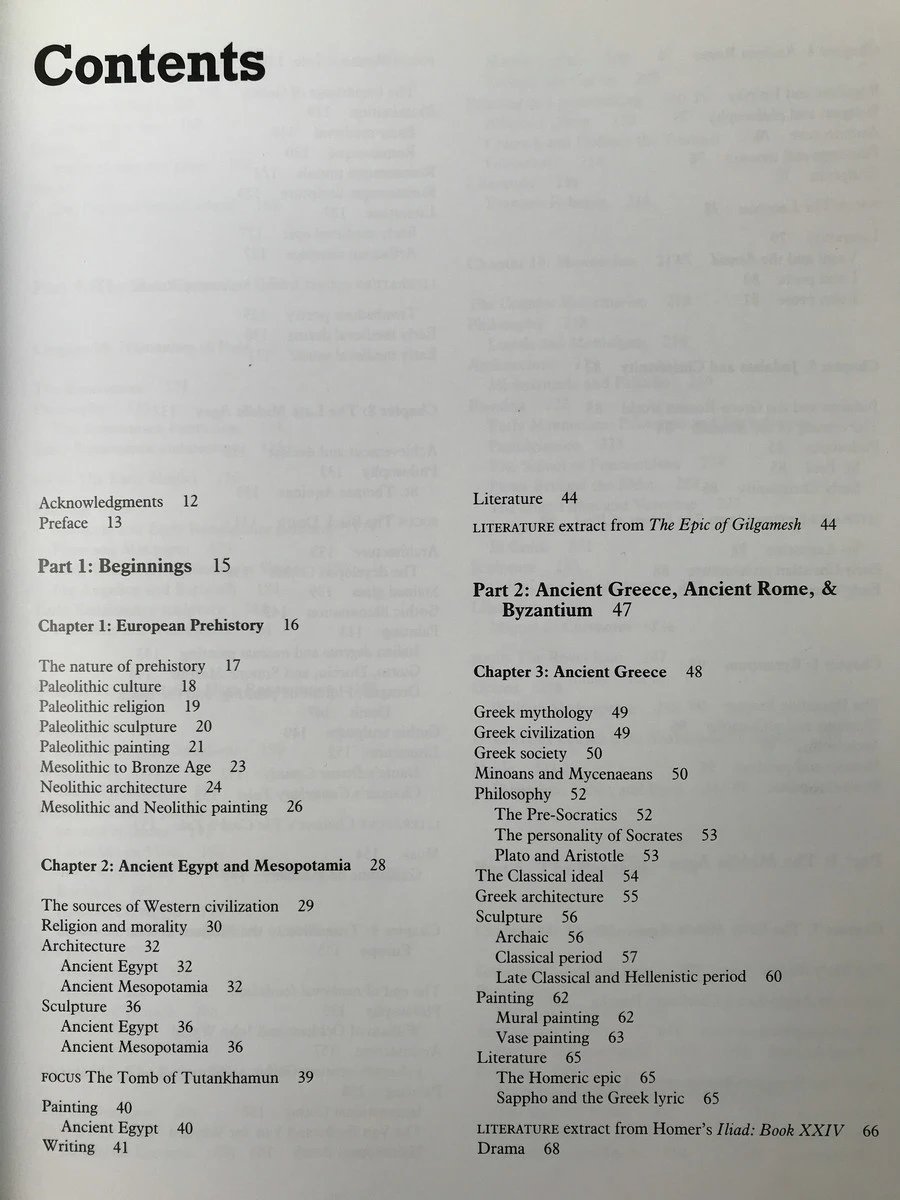 Contents
Acknowledgments 12
Preface 13
Part 1: Beginnings 15
Chapter 1: European Prehistory 16
The nature of prehistory 17
Paleolithic culture 18
Paleolithic religion 19
Paleolithic sculpture 20
Paleolithic painting 21
Mesolithic to Bronze Age 23
Neolithic architecture 24
Mesolithic and Neolithic painting 26
Chapter 2: Ancient Egypt and Mesopotamia 28
The sources of Western civilization 29
Religion and morality 30
Architecture 32
Ancient Egypt 32
Ancient Mesopotamia 32
Sculpture 36
Ancient Egypt 36
Ancient Mesopotamia 36
FOCUS The Tomb of Tutankhamun 39
Painting 40
Ancient Egypt 40
Writing 41
Literature 44
LITERATURE extract from The Epic of Gilgamesh 44
Part 2: Ancient Greece, Ancient Rome, &
Byzantium 47
Chapter 3: Ancient Greece 48
Greek mythology 49
Greek civilization 49
Greek society 50
Minoans and Mycenaeans 50
Philosophy 52
The Pre-Socratics 52
The personality of Socrates 53
Plato and Aristotle 53
The Classical ideal 54
Greek architecture 55
Sculpture 56
Archaic 56
Classical period 57
Late Classical and Hellenistic period 60
Painting 62
Mural painting 62
Vase painting 63
Literature 65
The Homeric epic 65
Sappho and the Greek lyric 65
LITERATURE extract from Homer's Iliad: Book XXIV 66
Drama 68